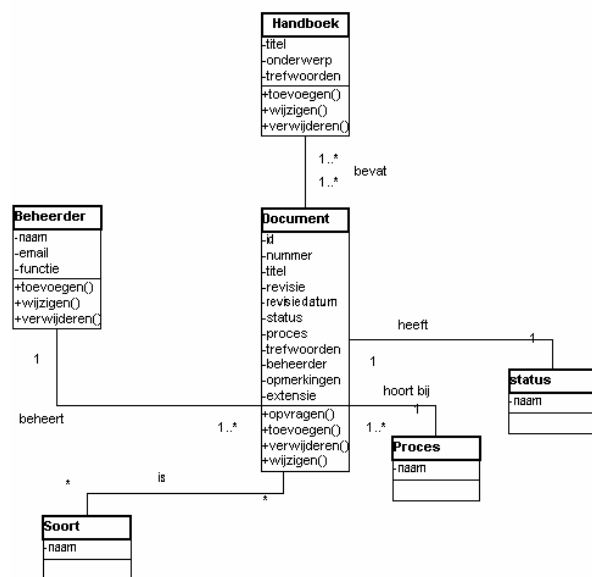 Handboek
-titel
-onderwerp
-trefwoorden
+toevoegen()
+wijzigen()
+verwijderen()
1..*
bevat
1..*
Beheerder
-naam
-email
-functie
+toevoegen()
+wijzigen()
+verwijderen()
Document
-id
-nummer
-titel
-revisie
-revisiedatum
-status
-proces
-trefwoorden
-beheerder
-opmerkingen
-extensie
+opvragen()
+toevoegen()
+verwijderen()
+wijzigen()
heeft
1
1
status
-naam
1
beheert
1..*
hoort bij
1
1..*
Proces
-naam
is
*
*
Soort
-naam